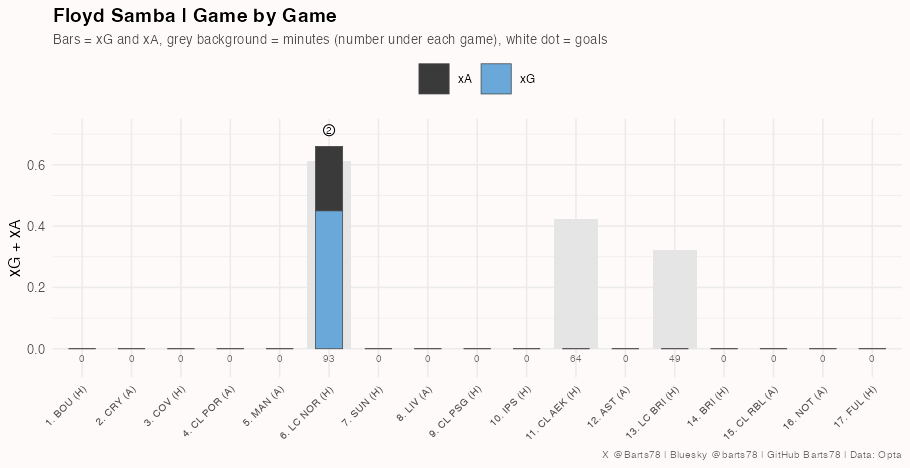 Floyd Samba | Game by Game
Bars = xG and xA, grey background = minutes (number under each game), white dot = goals
xA xG
2
xG + xA
0.6
0.4
0.2
0.0
0 0 0 0 0 93 0 0 0 0 64 0 49 0 0 0 0
1. BOU (H)
2. CRY (A)
3. COV (H)
4. CL POR (A)
5. MAN (A)
6. LC NOR (H)
7. SUN (H)
8. LIV (A)
9. CL PSG (H)
10. IPS (H)
11. CL AEK (H)
12. AST (A)
13. LC BRI (H)
14. BRI (H)
15. CL RBL (A)
16. NOT (A)
17. FUL (H)
X @Barts78 | Bluesky @barts78 | GitHub Barts78 | Data: Opta